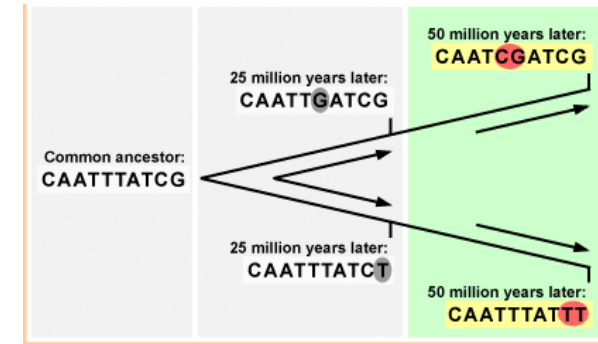 50 million years later:
CAATCGATCG
25 million years later:
CAATTGATCG
Common ancestor:
CAATTTATCG
25 million years later:
CAATTTATCT
50 million years later:
CAATTTATTT